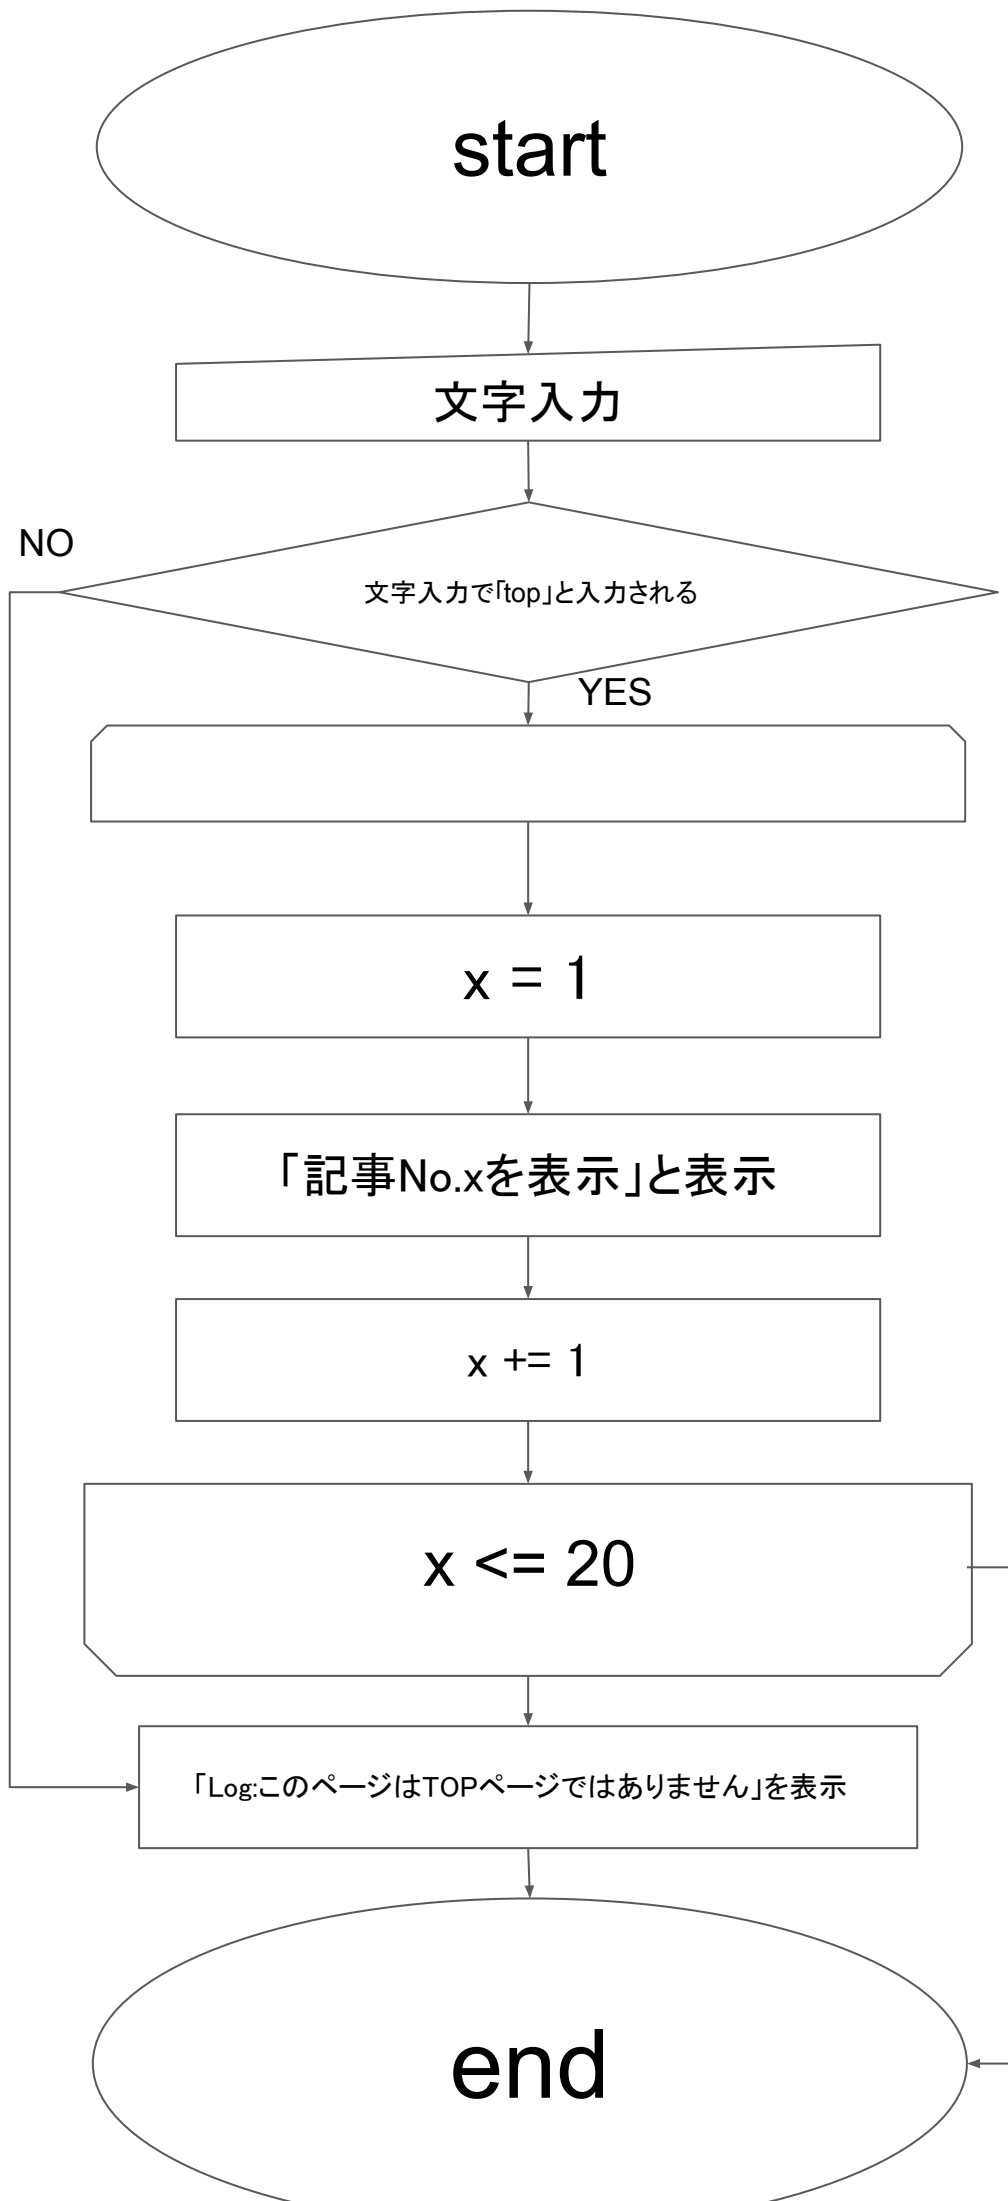 start
文字入力
NO
文字入力で「top」と入力される
YES
x = 1
「記事No.xを表示」と表示
x += 1
x <= 20
「Log:このページはTOPページではありません」を表示
end